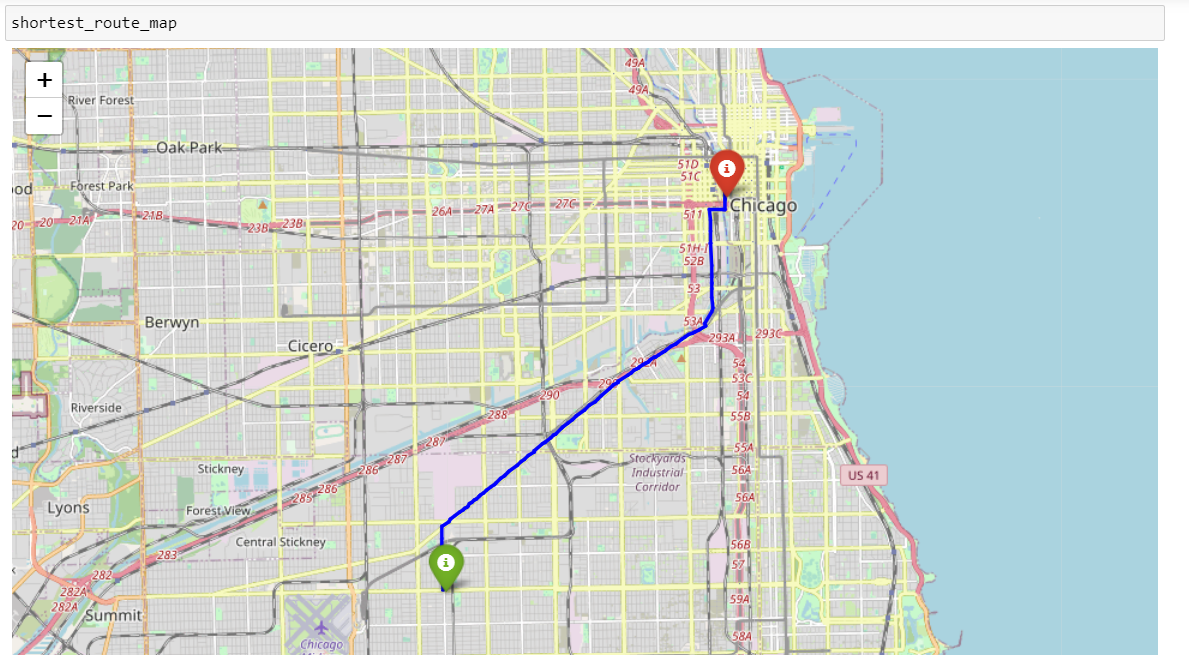 shortest_route_map
+
−
River Forest
Oak Park
Forest Park
20
20
21A
21B
23B
23B
26A
27A
27C
27C
49A
49A
51D
51C
i
Chicago
511
51H-I
52B
53
53A
Berwyn
Cicero
293A
293C
292A
290
288
287
287
286
286
285
283
282
282A
282A
54
53C
54
55B
55A
56A
56A
56B
57
59A
58A
Riverside
Stickney
Lyons
Forest View
Central Stickney
Summit
Stockyards
Industrial
Corridor
US 41
i
Chicago